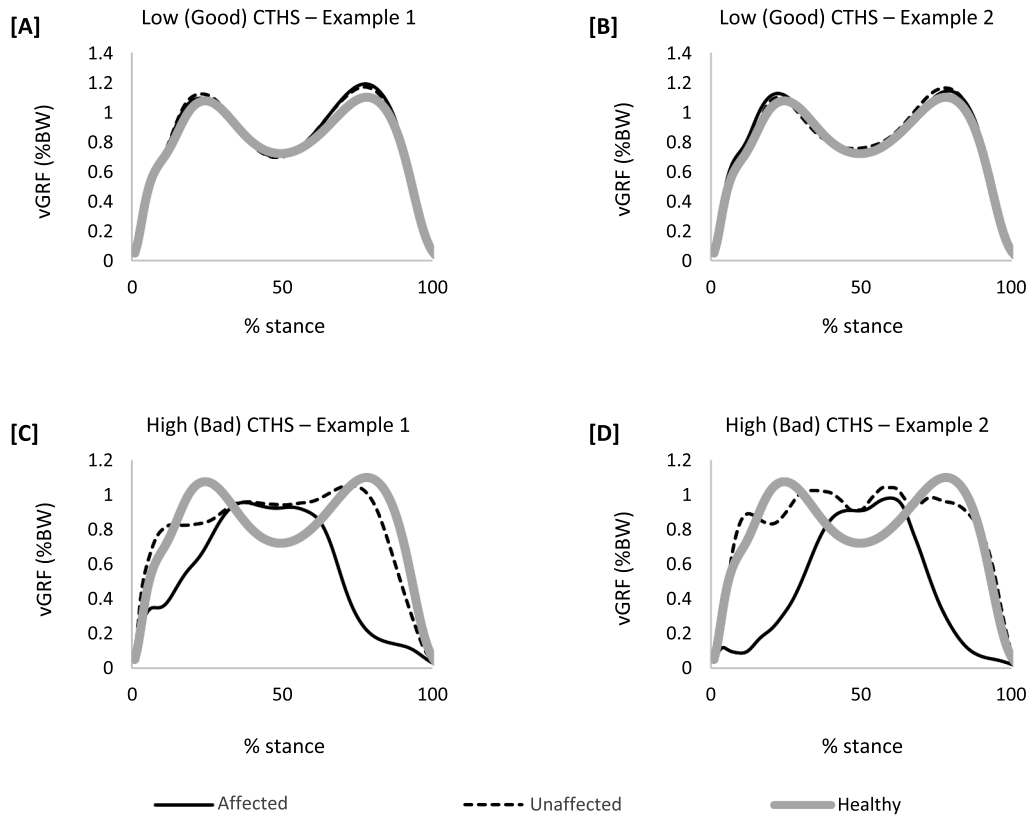 [A] Low (Good) CTHS – Example 1
vGRF (%BW)
1.4
1.2
1
0.8
0.6
0.4
0.2
0
0 50 100
% stance
[B] Low (Good) CTHS – Example 2
vGRF (%BW)
1.4
1.2
1
0.8
0.6
0.4
0.2
0
0 50 100
% stance
[C] High (Bad) CTHS – Example 1
vGRF (%BW)
1.2
1
0.8
0.6
0.4
0.2
0
0 50 100
% stance
[D] High (Bad) CTHS – Example 2
vGRF (%BW)
1.2
1
0.8
0.6
0.4
0.2
0
0 50 100
% stance
Affected Unaffected Healthy